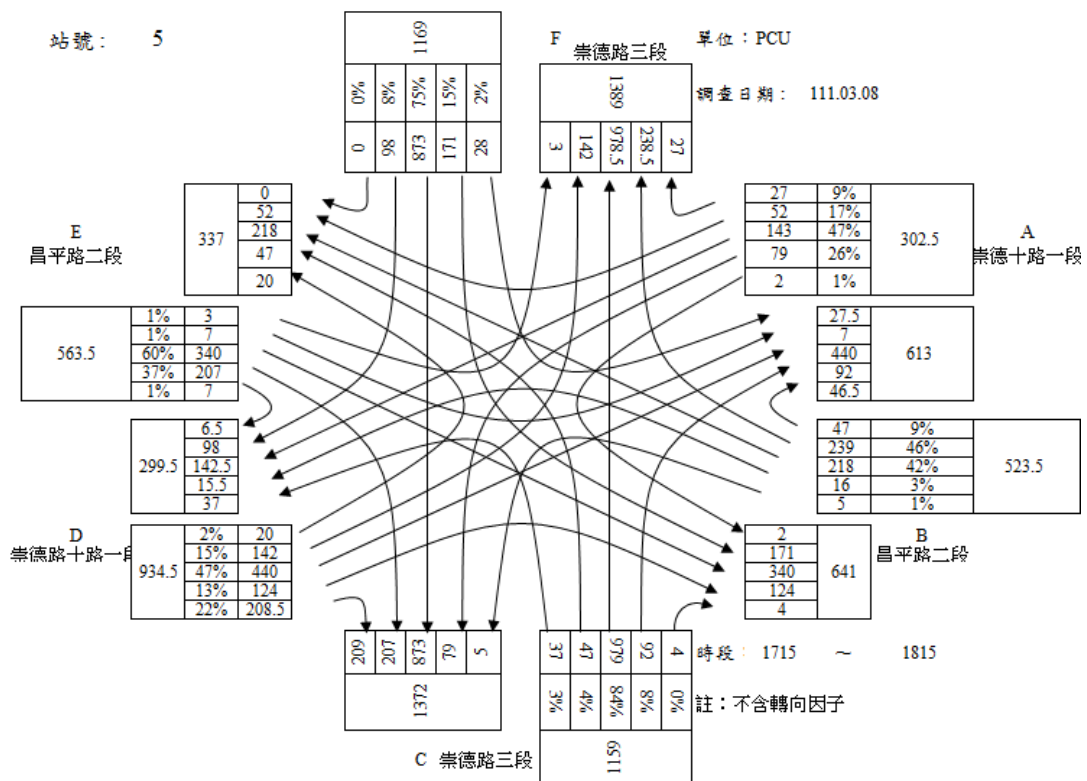 站號： 5
1169
0% 8% 75% 15% 2%
0 98 873 171 28
F 崇德路三段
1389
3 142 978.5 238.5 27
單位：PCU
調查日期： 111.03.08
E
昌平路二段
337
0
52
218
47
20
27 9%
52 17%
143 47%
79 26%
2 1%
302.5
A
崇德十路一段
563.5
1% 3
1% 7
60% 340
37% 207
1% 7
27.5
7
440
92
46.5
613
299.5
6.5
98
142.5
15.5
37
47 9%
239 46%
218 42%
16 3%
5 1%
523.5
D
崇德路十路一段
934.5
2% 20
15% 142
47% 440
13% 124
22% 208.5
2
171
340
124
4
641
B
昌平路二段
209 207 873 79 5
1372
37 47 979 92 4
3% 4% 84% 8% 0%
1159
時段： 1715 ～ 1815
註：不含轉向因子
C 崇德路三段